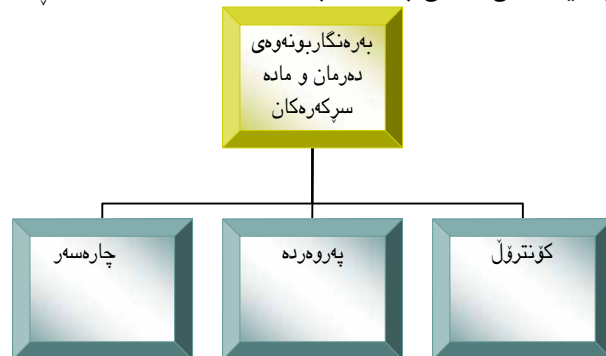 بەرەنگاربونەوەی
دەرمان و مادە
سڕکەرەکان
کۆنترۆڵ
پەروەردە
چارەسەر